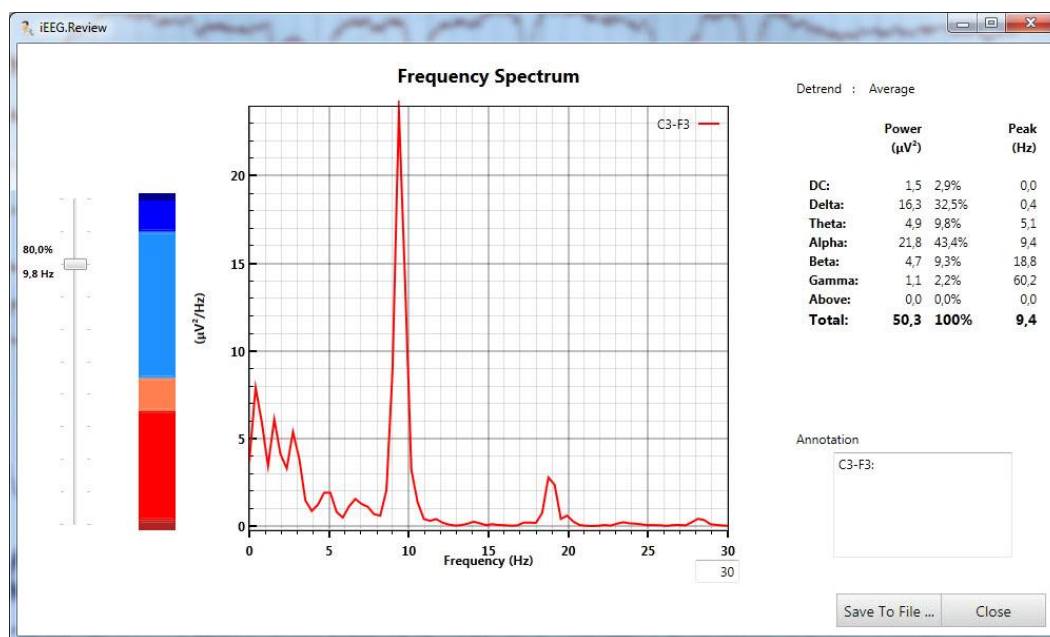 iEEG.Review
Frequency Spectrum
C3-F3
80,0%
9,8 Hz
(µV²/Hz)
20
15
10
5
0
0 5 10 15 20 25 30
Frequency (Hz)
30
Detrend : Average
Power (µV²) Peak (Hz)
DC: 1,5 2,9% 0,0
Delta: 16,3 32,5% 0,4
Theta: 4,9 9,8% 5,1
Alpha: 21,8 43,4% 9,4
Beta: 4,7 9,3% 18,8
Gamma: 1,1 2,2% 60,2
Above: 0,0 0,0% 0,0
Total: 50,3 100% 9,4
Annotation
C3-F3:
Save To File ... Close